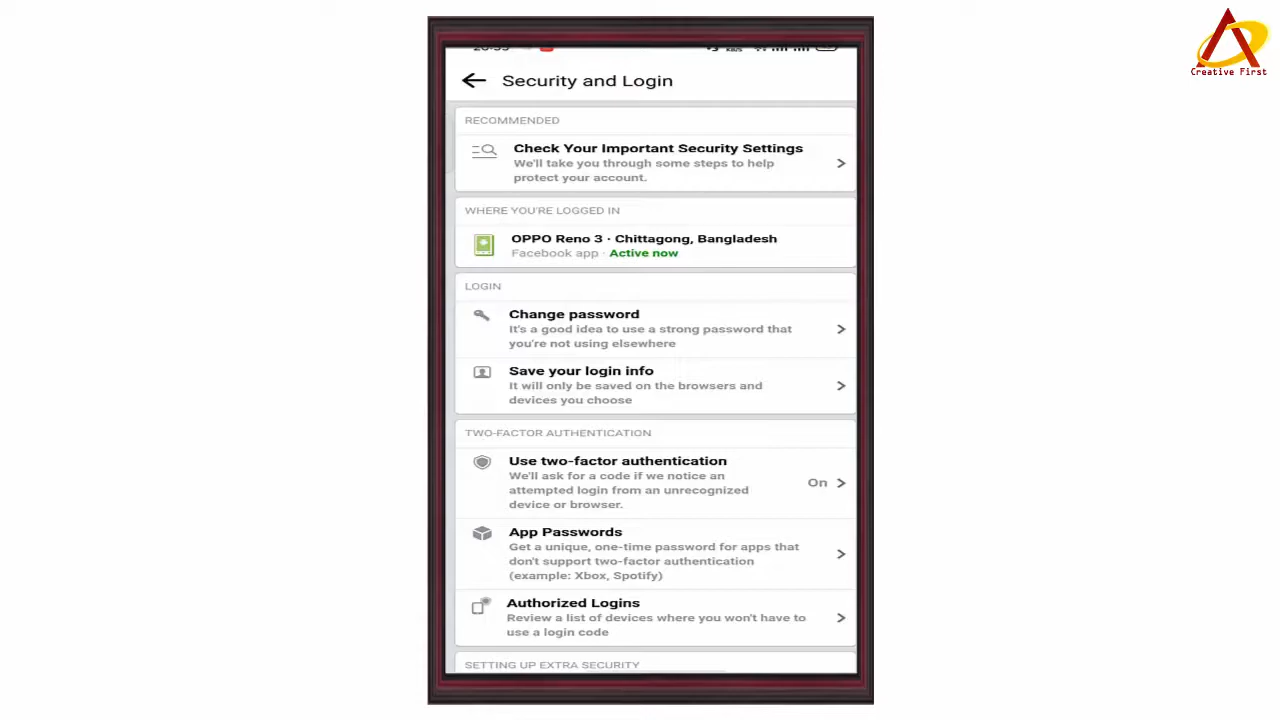 Creative First
Security and Login
RECOMMENDED
Check Your Important Security Settings
We'll take you through some steps to help
protect your account.
WHERE YOU'RE LOGGED IN
OPPO Reno 3 · Chittagong, Bangladesh
Facebook app · Active now
LOGIN
Change password
It's a good idea to use a strong password that
you're not using elsewhere
Save your login info
It will only be saved on the browsers and
devices you choose
TWO-FACTOR AUTHENTICATION
Use two-factor authentication
We'll ask for a code if we notice an
attempted login from an unrecognized
device or browser.
On
App Passwords
Get a unique, one-time password for apps that
don't support two-factor authentication
(example: Xbox, Spotify)
Authorized Logins
Review a list of devices where you won't have to
use a login code
SETTING UP EXTRA SECURITY